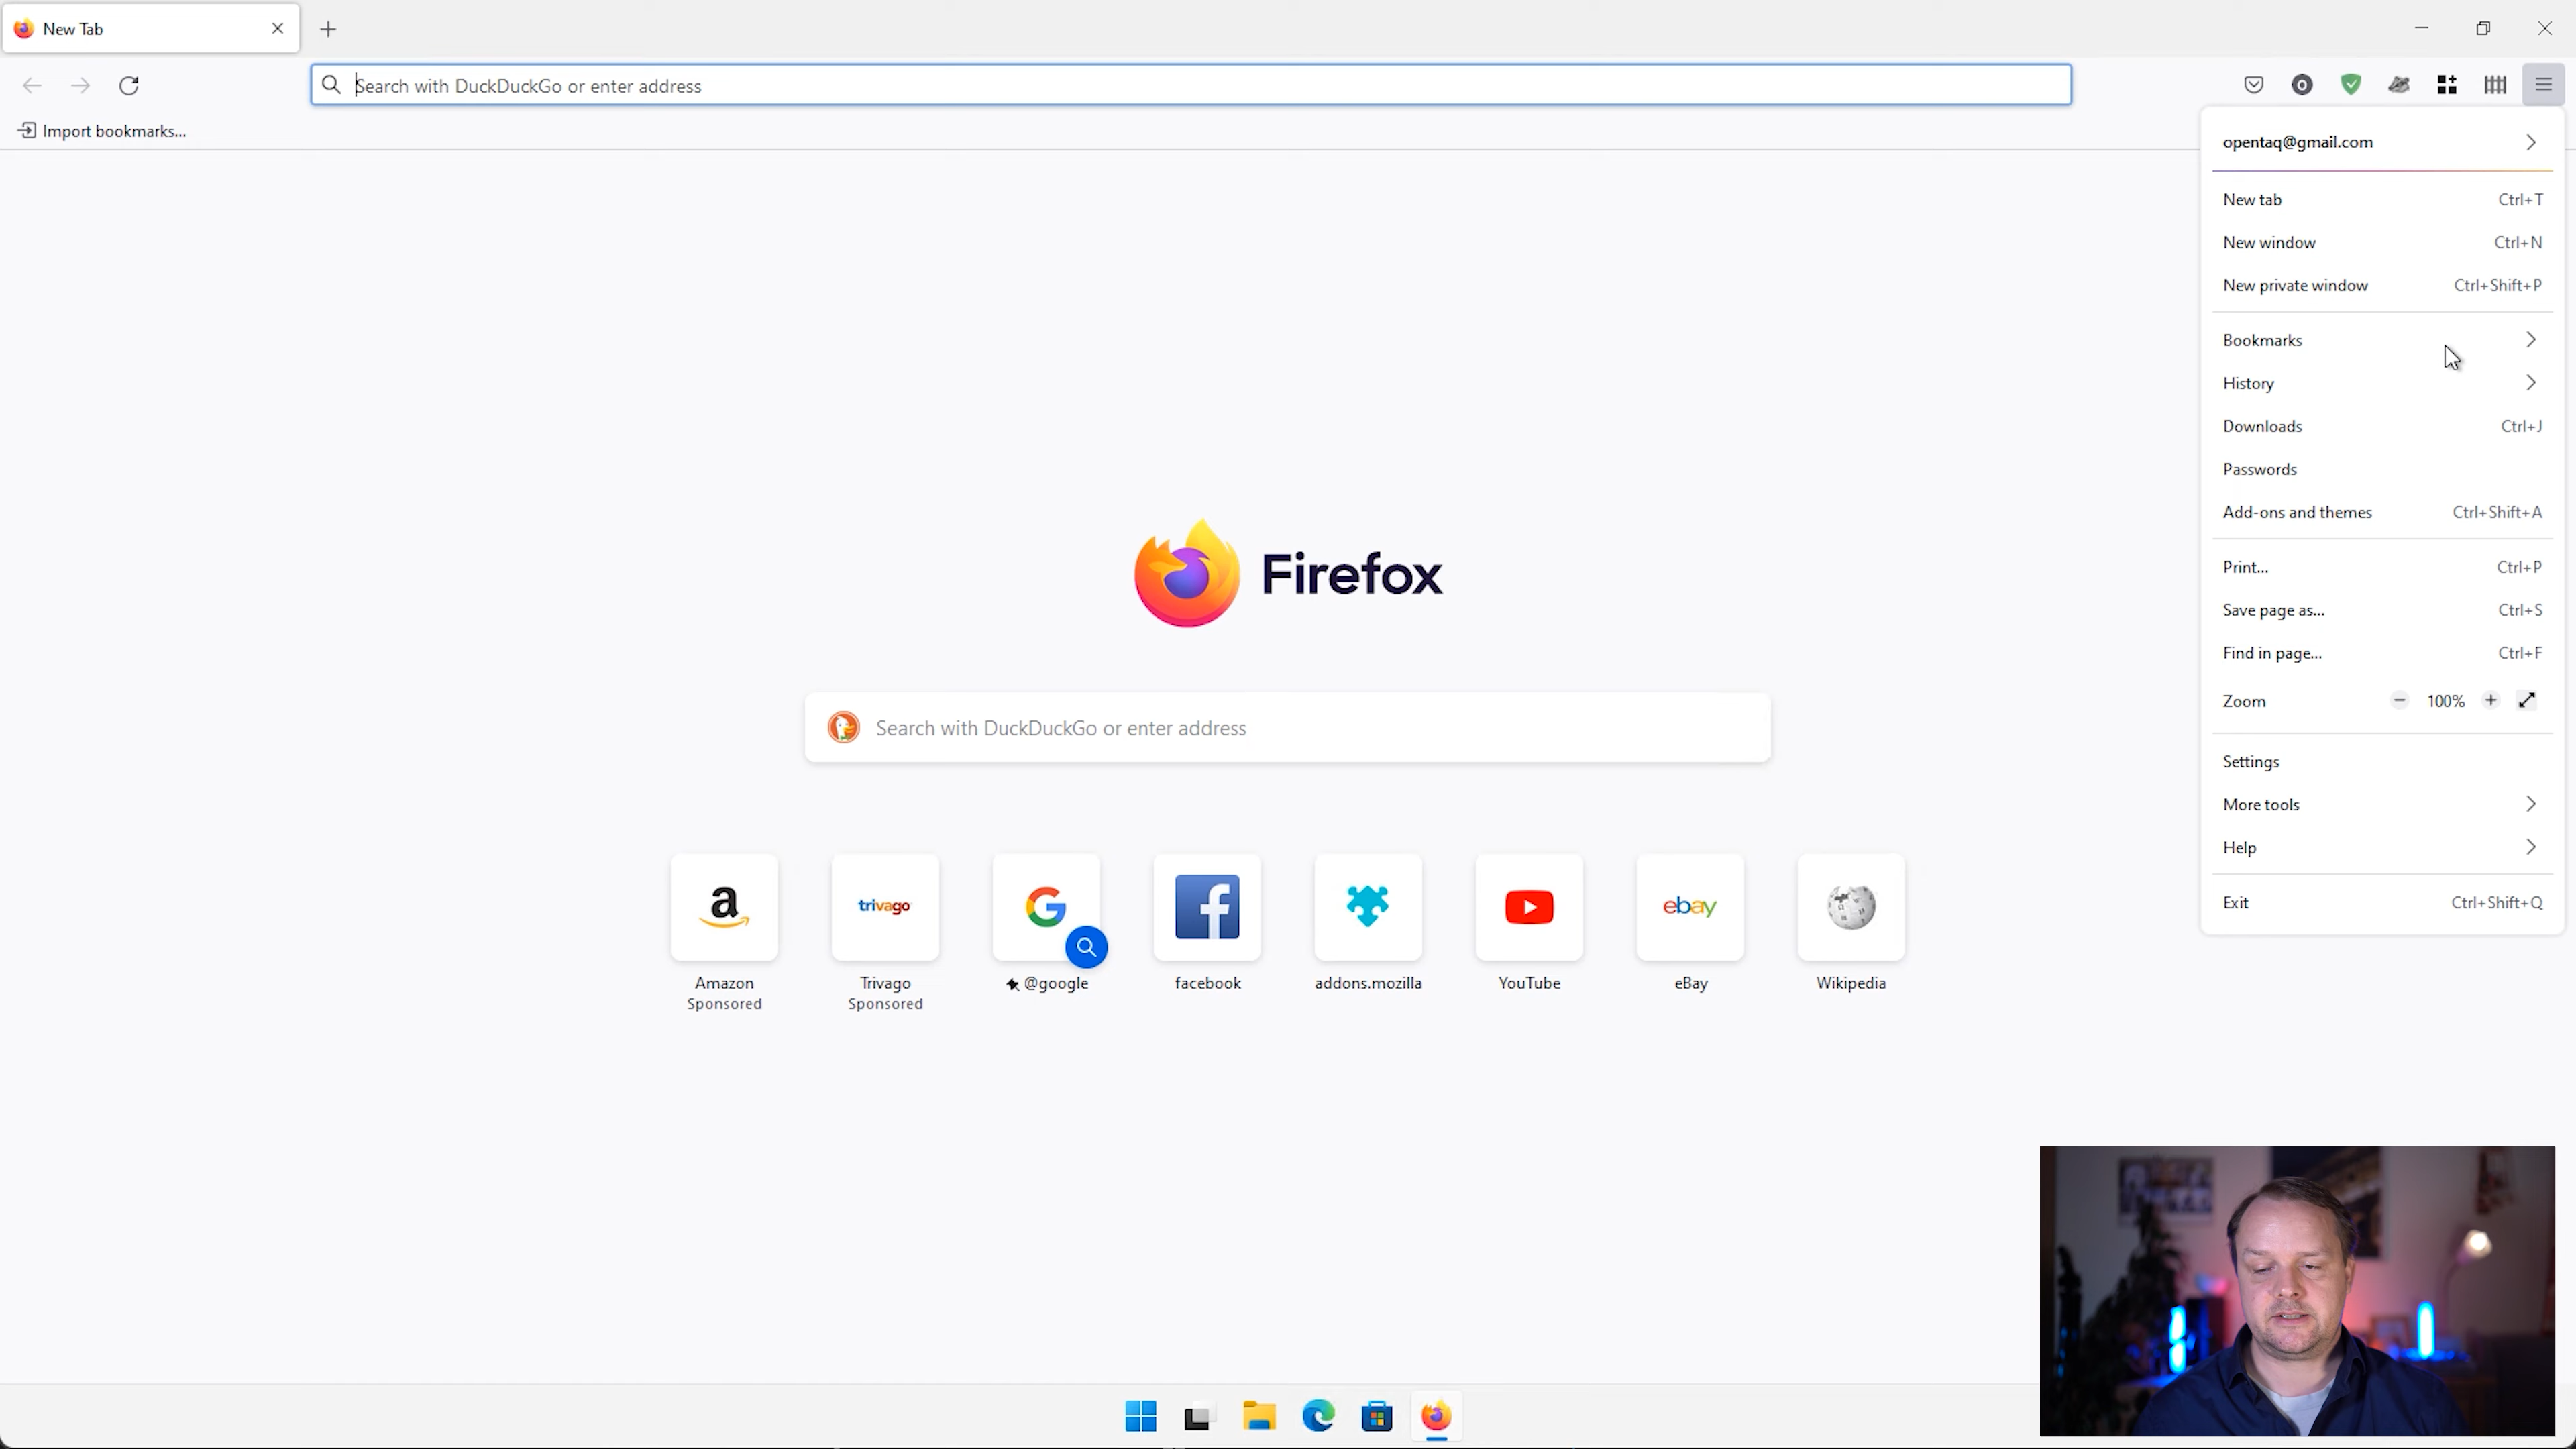 New Tab
Search with DuckDuckGo or enter address
Import bookmarks...
opentaq@gmail.com
New tab Ctrl+T
New window Ctrl+N
New private window Ctrl+Shift+P
Bookmarks
History
Downloads Ctrl+J
Passwords
Add-ons and themes Ctrl+Shift+A
Print... Ctrl+P
Save page as... Ctrl+S
Find in page... Ctrl+F
Zoom 100%
Settings
More tools
Help
Exit Ctrl+Shift+Q
Firefox
Search with DuckDuckGo or enter address
a trivago G f ebay
Amazon Trivago @google facebook addons.mozilla YouTube eBay Wikipedia
Sponsored Sponsored